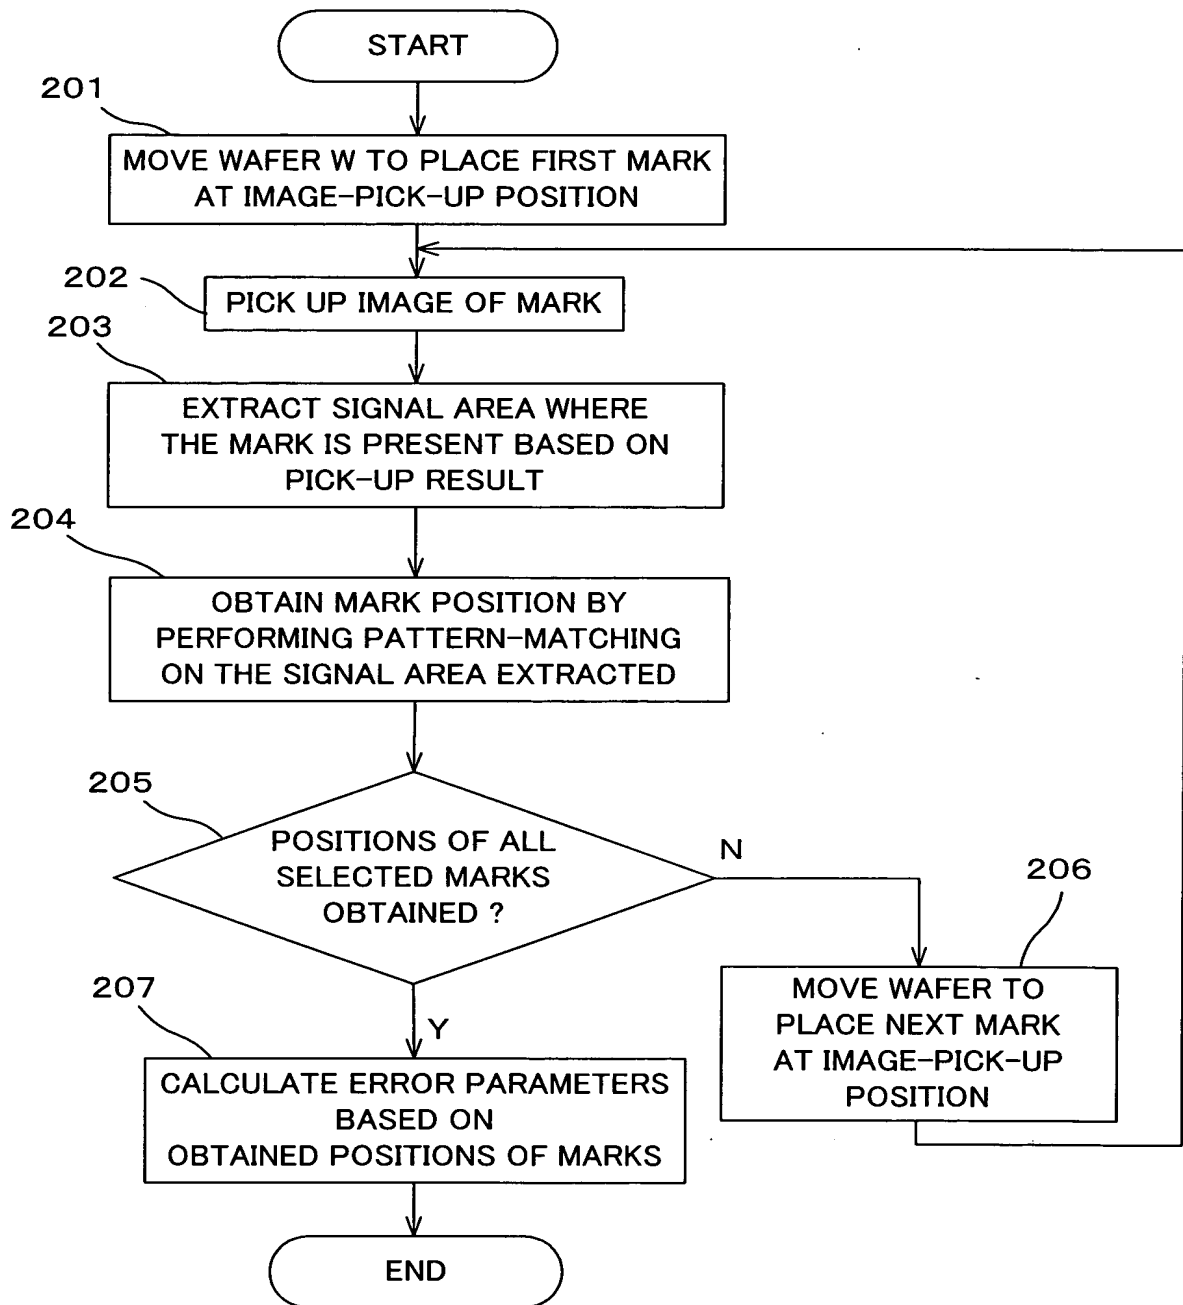 START
201
MOVE WAFER W TO PLACE FIRST MARK
AT IMAGE-PICK-UP POSITION
202
PICK UP IMAGE OF MARK
203
EXTRACT SIGNAL AREA WHERE
THE MARK IS PRESENT BASED ON
PICK-UP RESULT
204
OBTAIN MARK POSITION BY
PERFORMING PATTERN-MATCHING
ON THE SIGNAL AREA EXTRACTED
205
POSITIONS OF ALL
SELECTED MARKS
OBTAINED ?
N
206
MOVE WAFER TO
PLACE NEXT MARK
AT IMAGE-PICK-UP
POSITION
Y
207
CALCULATE ERROR PARAMETERS
BASED ON
OBTAINED POSITIONS OF MARKS
END